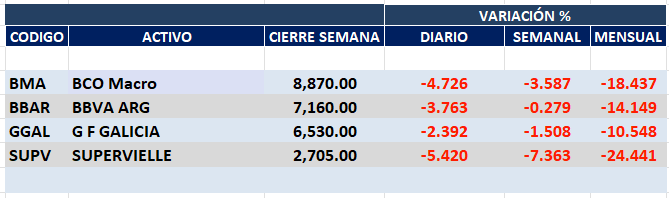 VARIACIÓN %
CODIGO ACTIVO CIERRE SEMANA DIARIO SEMANAL MENSUAL
BMA BCO Macro 8,870.00 -4.726 -3.587 -18.437
BBAR BBVA ARG 7,160.00 -3.763 -0.279 -14.149
GGAL G F GALICIA 6,530.00 -2.392 -1.508 -10.548
SUPV SUPERVIELLE 2,705.00 -5.420 -7.363 -24.441